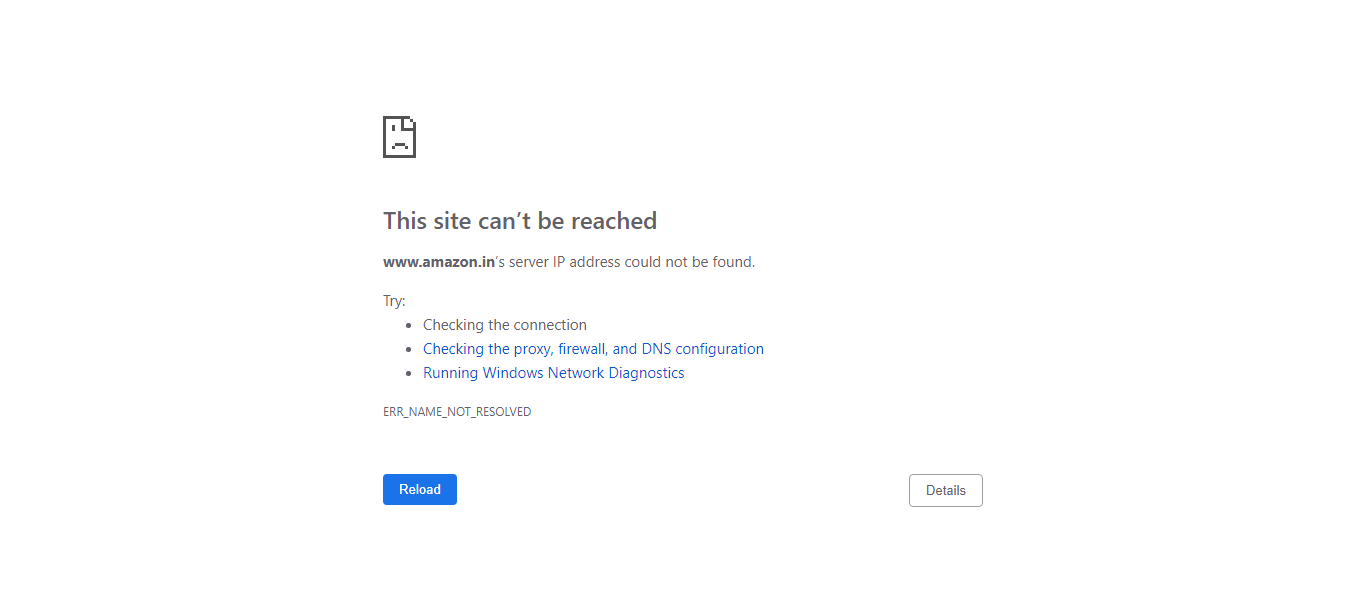 This site can’t be reached
www.amazon.in’s server IP address could not be found.
Try:
Checking the connection
Checking the proxy, firewall, and DNS configuration
Running Windows Network Diagnostics
ERR_NAME_NOT_RESOLVED
Reload
Details